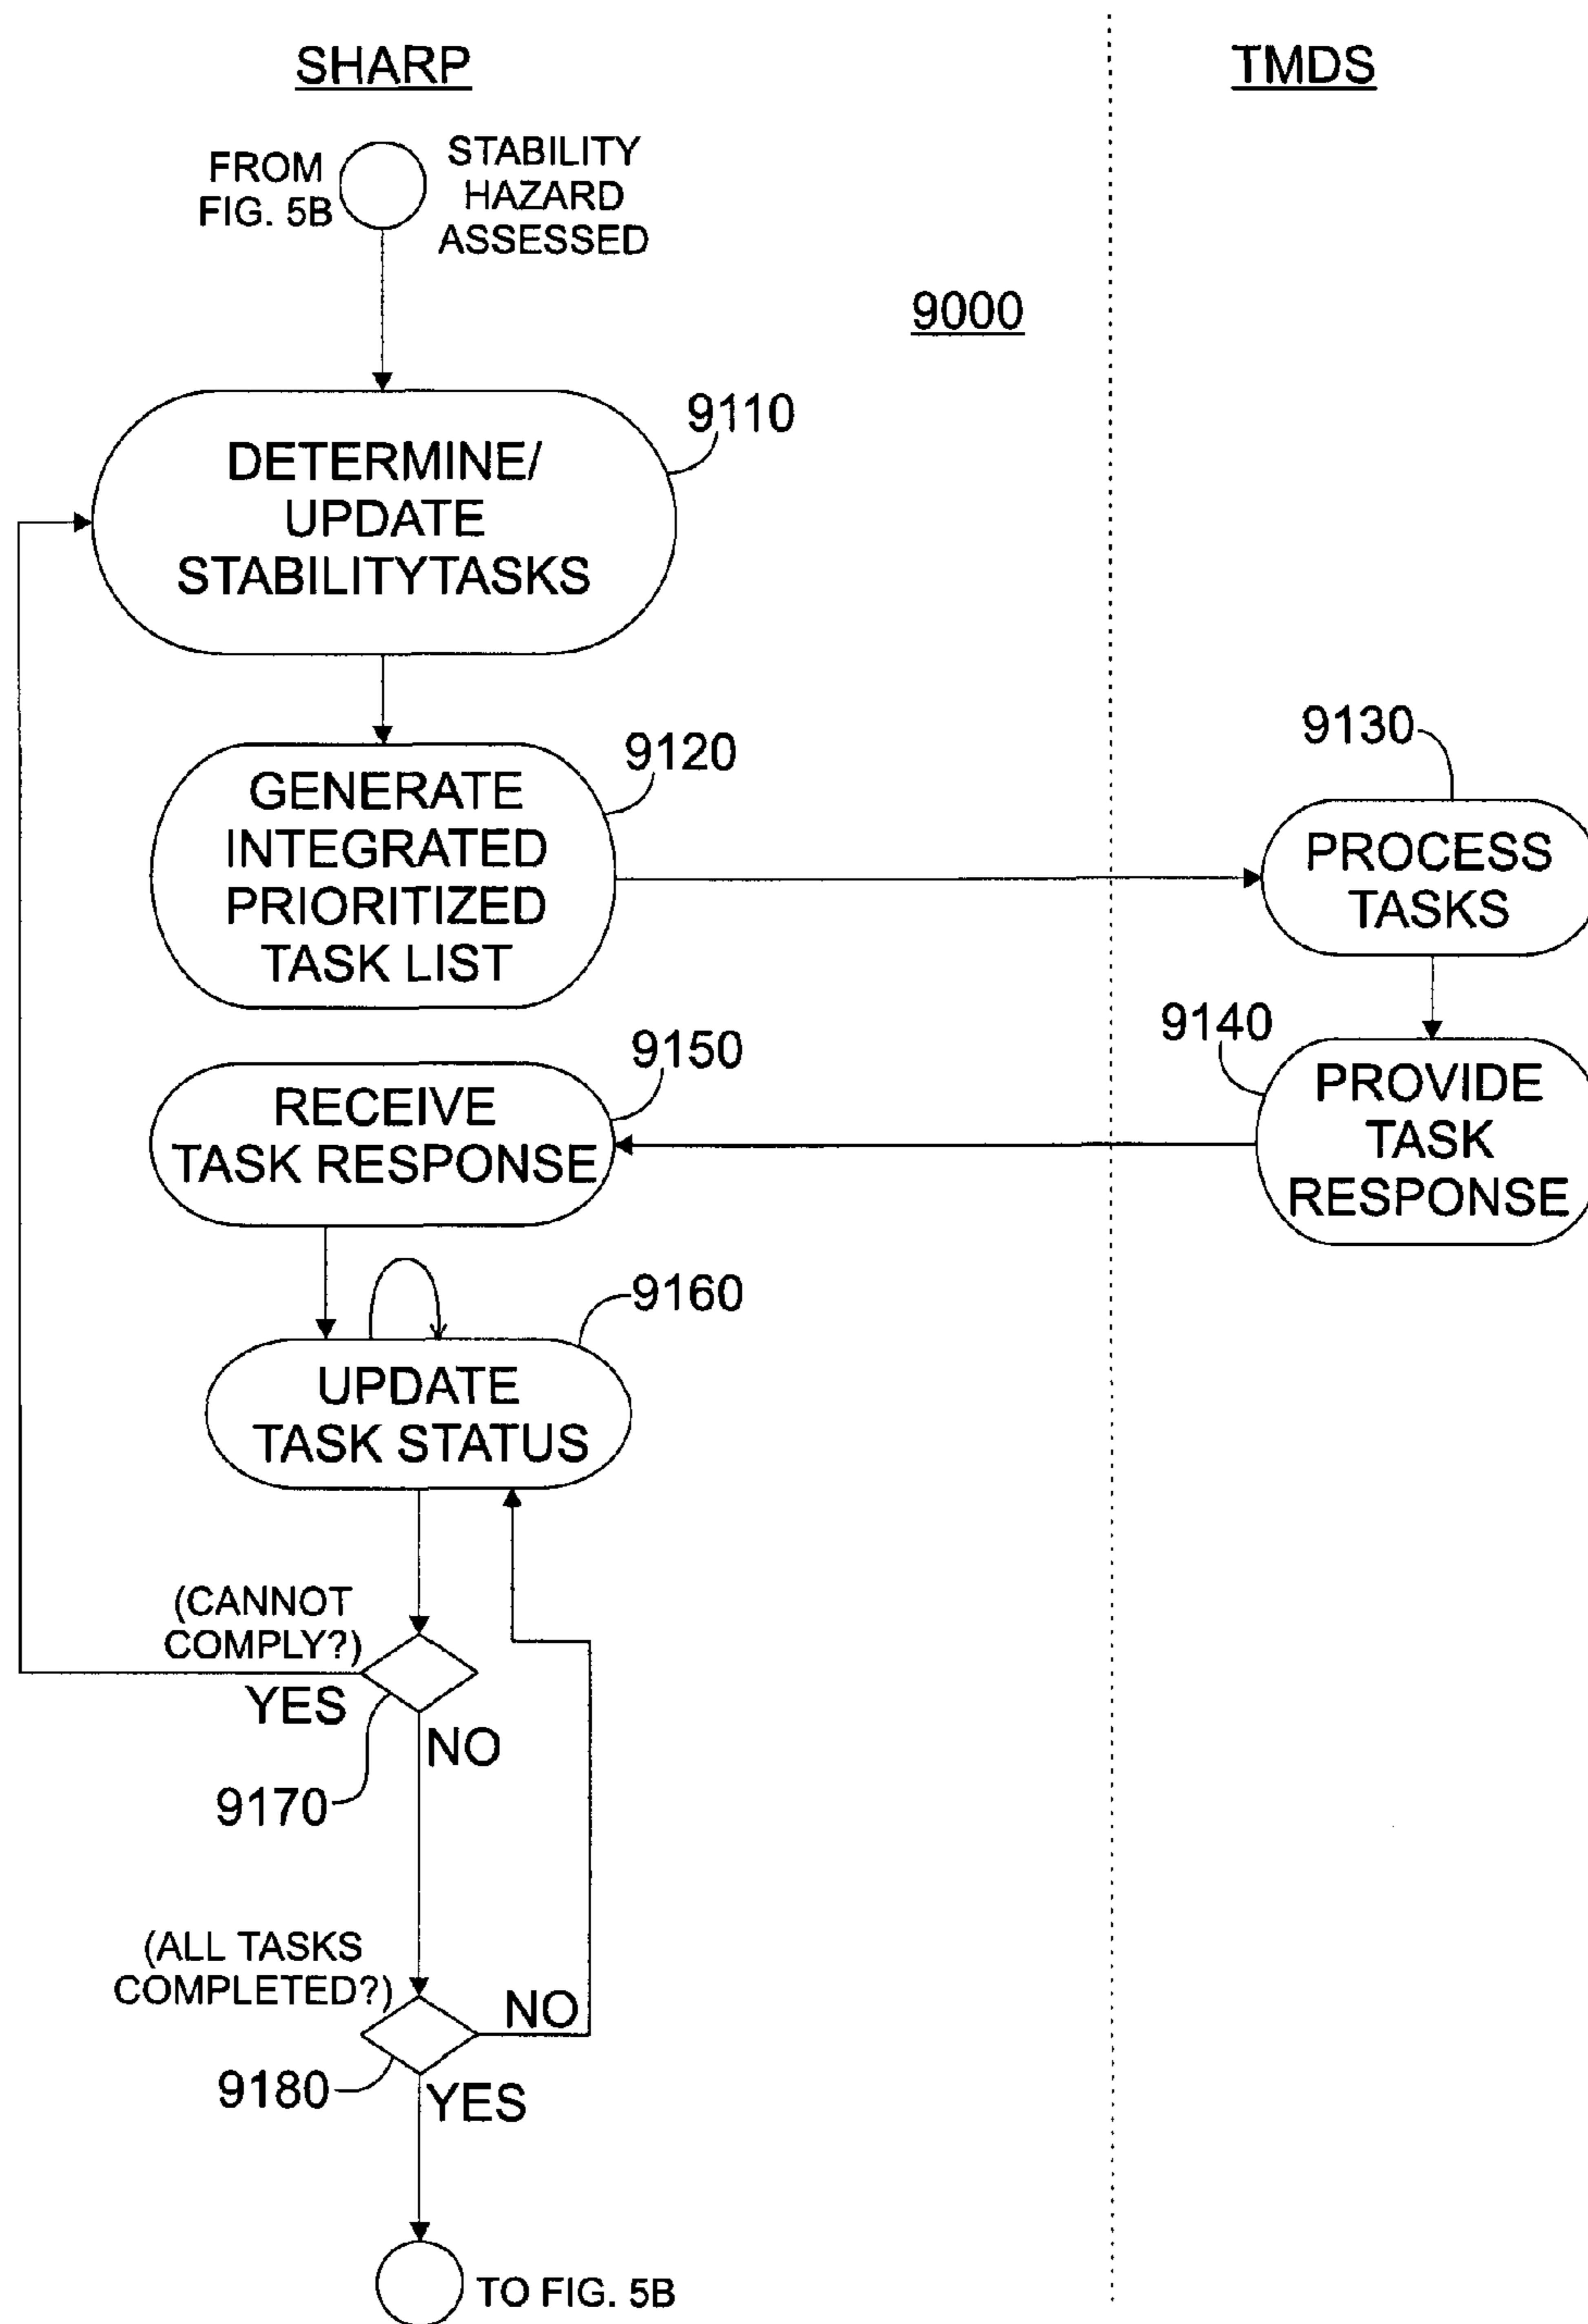 SHARP
TMDS
FROM
FIG. 5B
STABILITY
HAZARD
ASSESSED
9000
9110
DETERMINE/
UPDATE
STABILITYTASKS
9120
GENERATE
INTEGRATED
PRIORITIZED
TASK LIST
9130
PROCESS
TASKS
9140
PROVIDE
TASK
RESPONSE
9150
RECEIVE
TASK RESPONSE
9160
UPDATE
TASK STATUS
(CANNOT
COMPLY?)
YES
NO
9170
(ALL TASKS
COMPLETED?)
NO
9180
YES
TO FIG. 5B